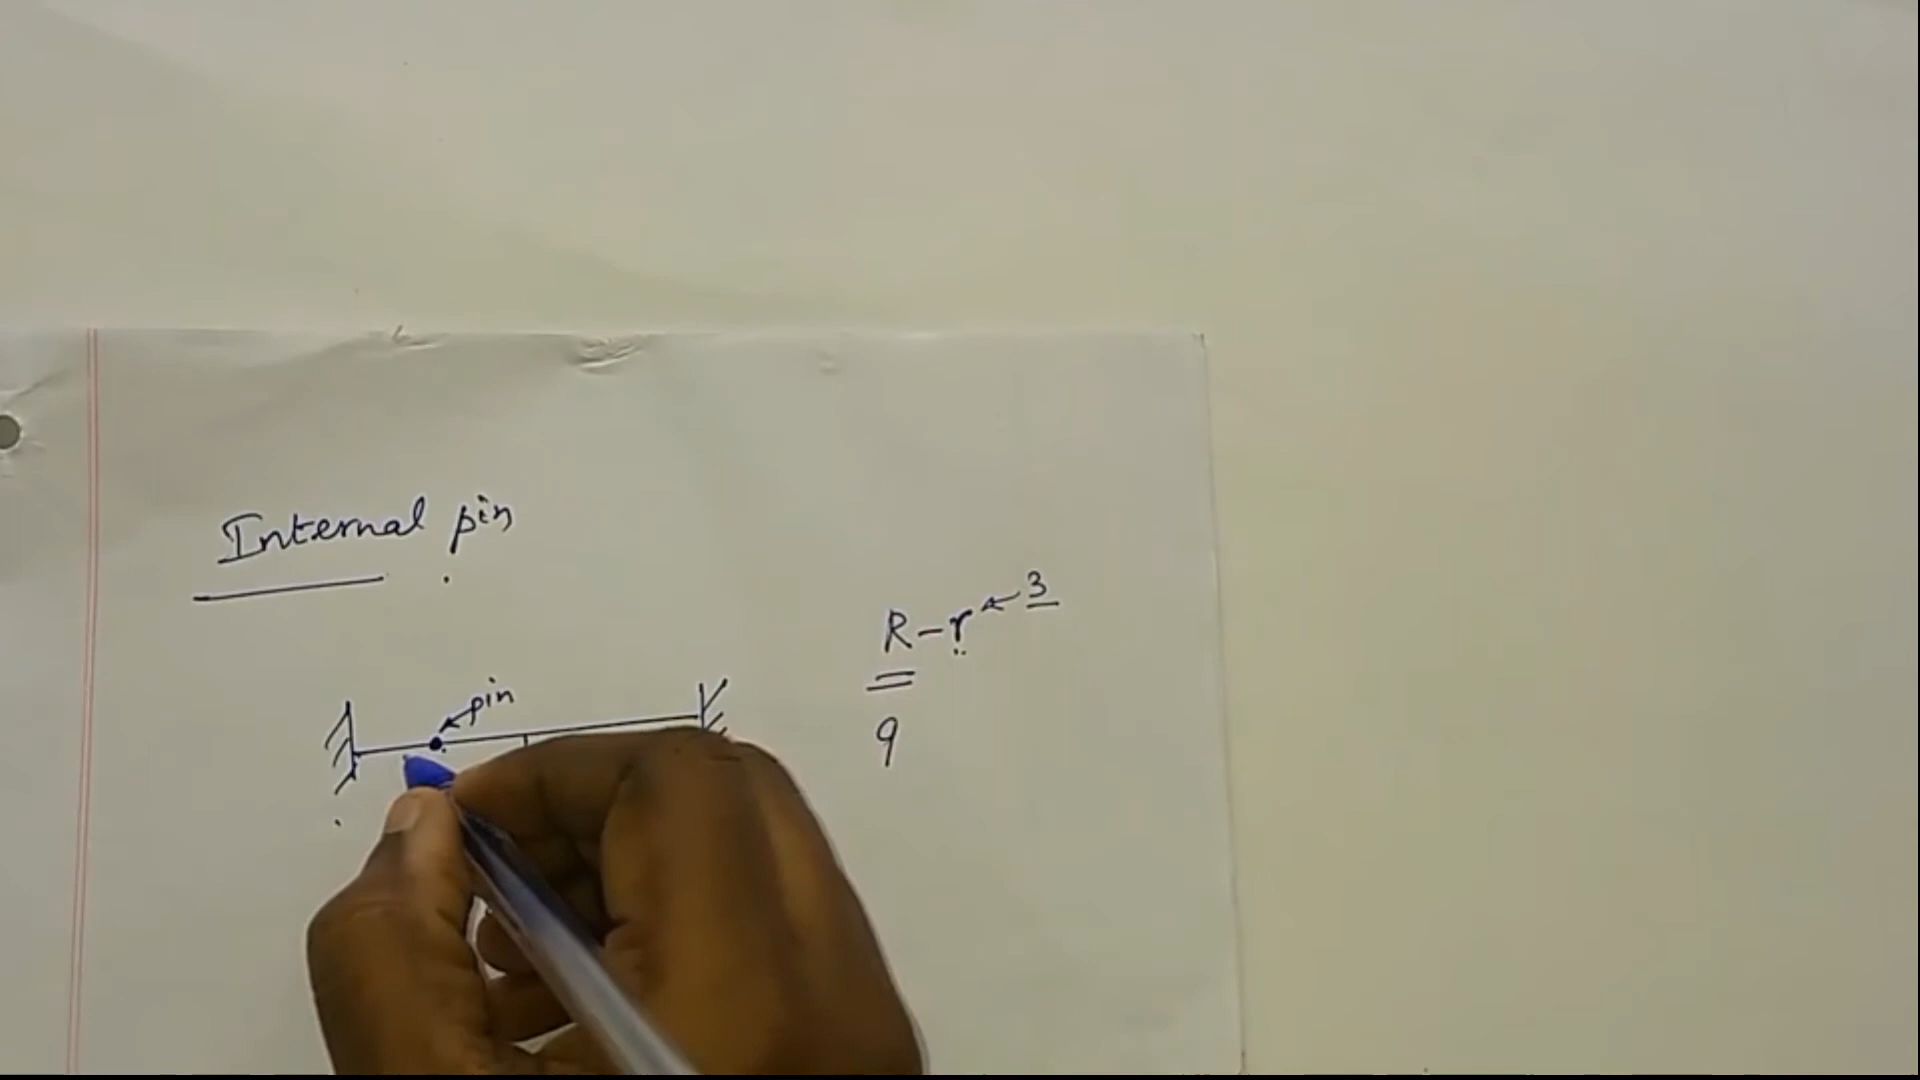 Internal pin
R-r ← 3
pin
9